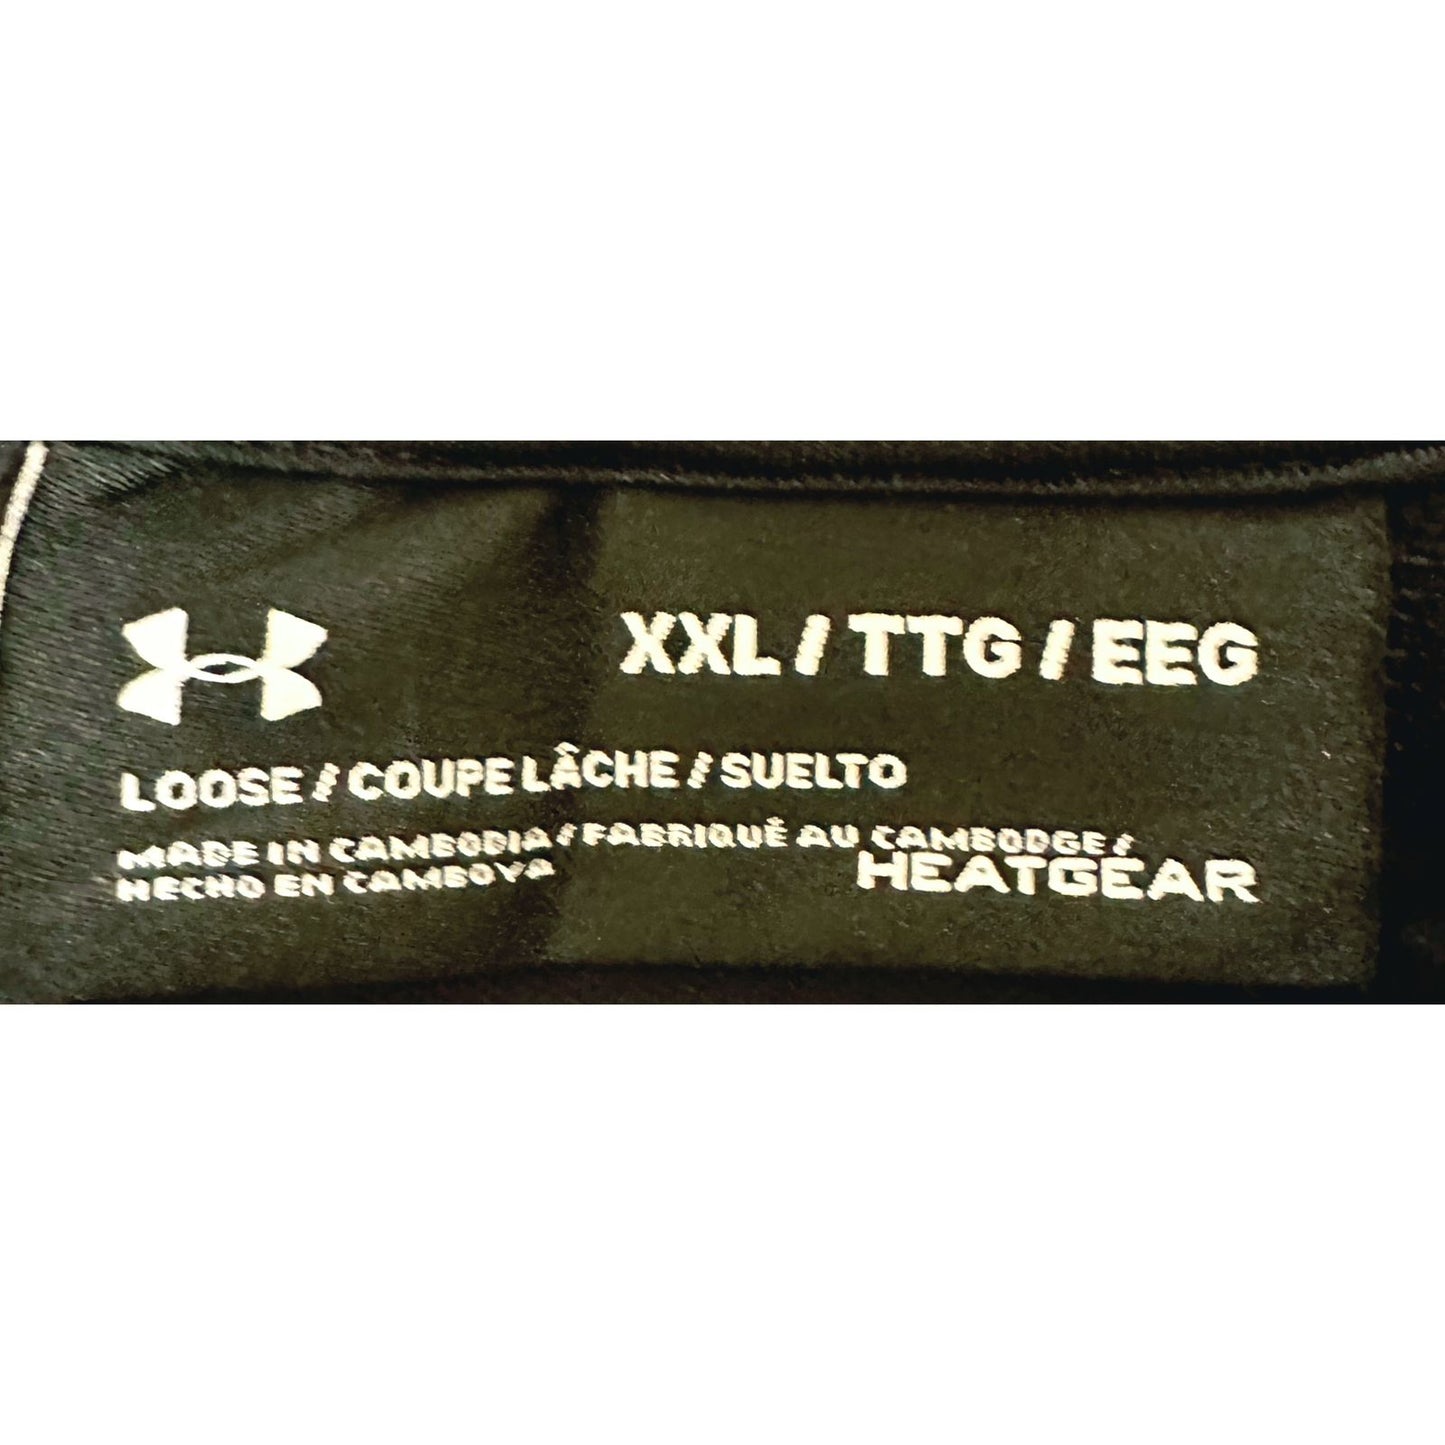 XXL / TTG / EEG
LOOSE / COUPE LÂCHE / SUELTO
MADE IN CAMBODIA / FABRIQUÉ AU CAMBODGE /
HECHO EN CAMBOYA
HEATGEAR